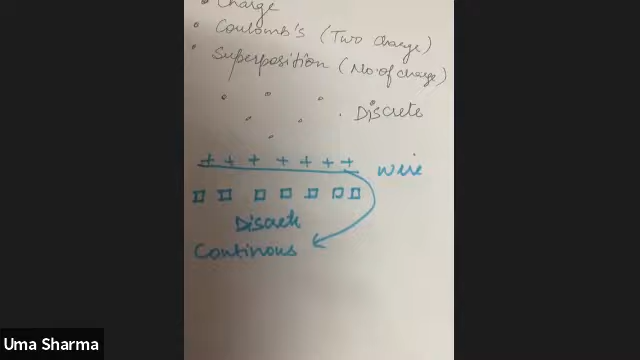 • Charge
• Coulomb's (Two charge)
• Superposition (No. of charge)
Discrete
+ + + + + + +
wire
Discrete
Continous
Uma Sharma